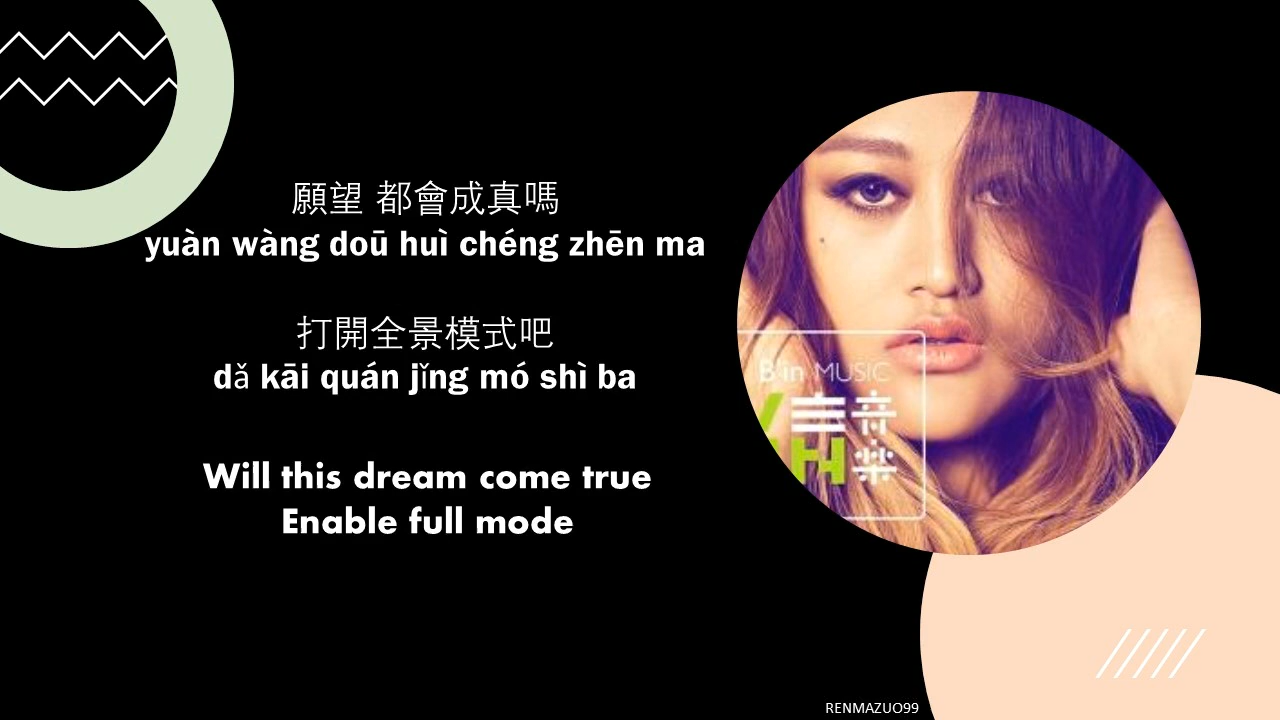 願望 都會成真嗎
yuàn wàng doū huì chéng zhēn ma
打開全景模式吧
dǎ kāi quán jǐng mó shì ba
Will this dream come true
Enable full mode
B'in MUSIC
音樂
RENMAZUO99